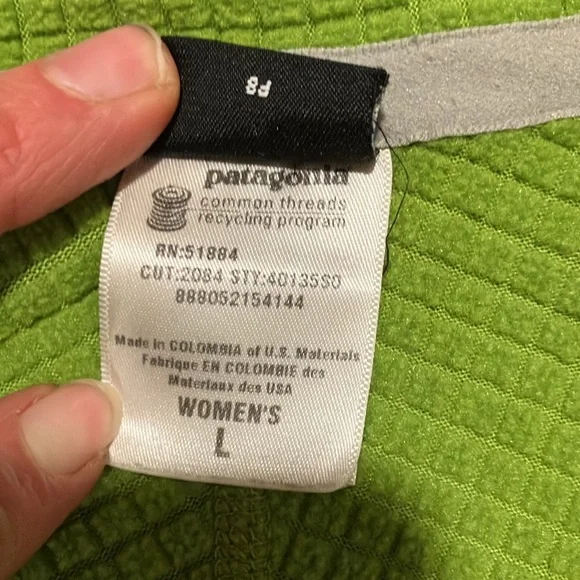 patagonia
common threads
recycling program
RN:51884
CUT:2084 STY:40135S0
888052154144
Made in COLOMBIA of U.S. Materials
Fabrique EN COLOMBIE des
Materiaux des USA
WOMEN'S
L